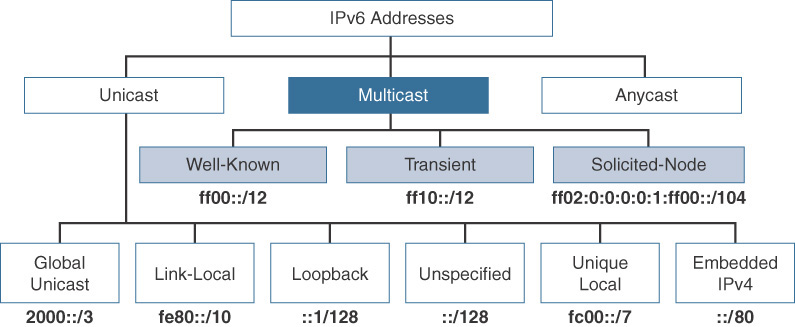 IPv6 Addresses
Unicast
Multicast
Anycast
Well-Known
Transient
Solicited-Node
ff00::/12
ff10::/12
ff02:0:0:0:0:1:ff00::/104
Global
Unicast
Link-Local
Loopback
Unspecified
Unique
Local
Embedded
IPv4
2000::/3
fe80::/10
::1/128
::/128
fc00::/7
::/80